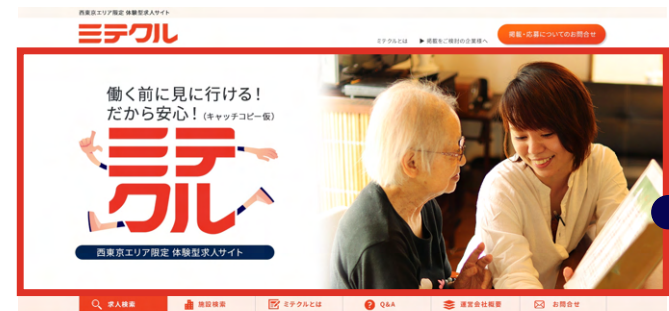 西東京エリア限定 体験型求人サイト
ミテクル
ミテクルとは ▶ 掲載をご検討の企業様へ 掲載・応募についてのお問合せ
働く前に見に行ける！
だから安心！（キャッチコピー仮）
ミテ
クル
西東京エリア限定 体験型求人サイト
求人検索 施設検索 ミテクルとは Q&A 運営会社概要 お問合せ